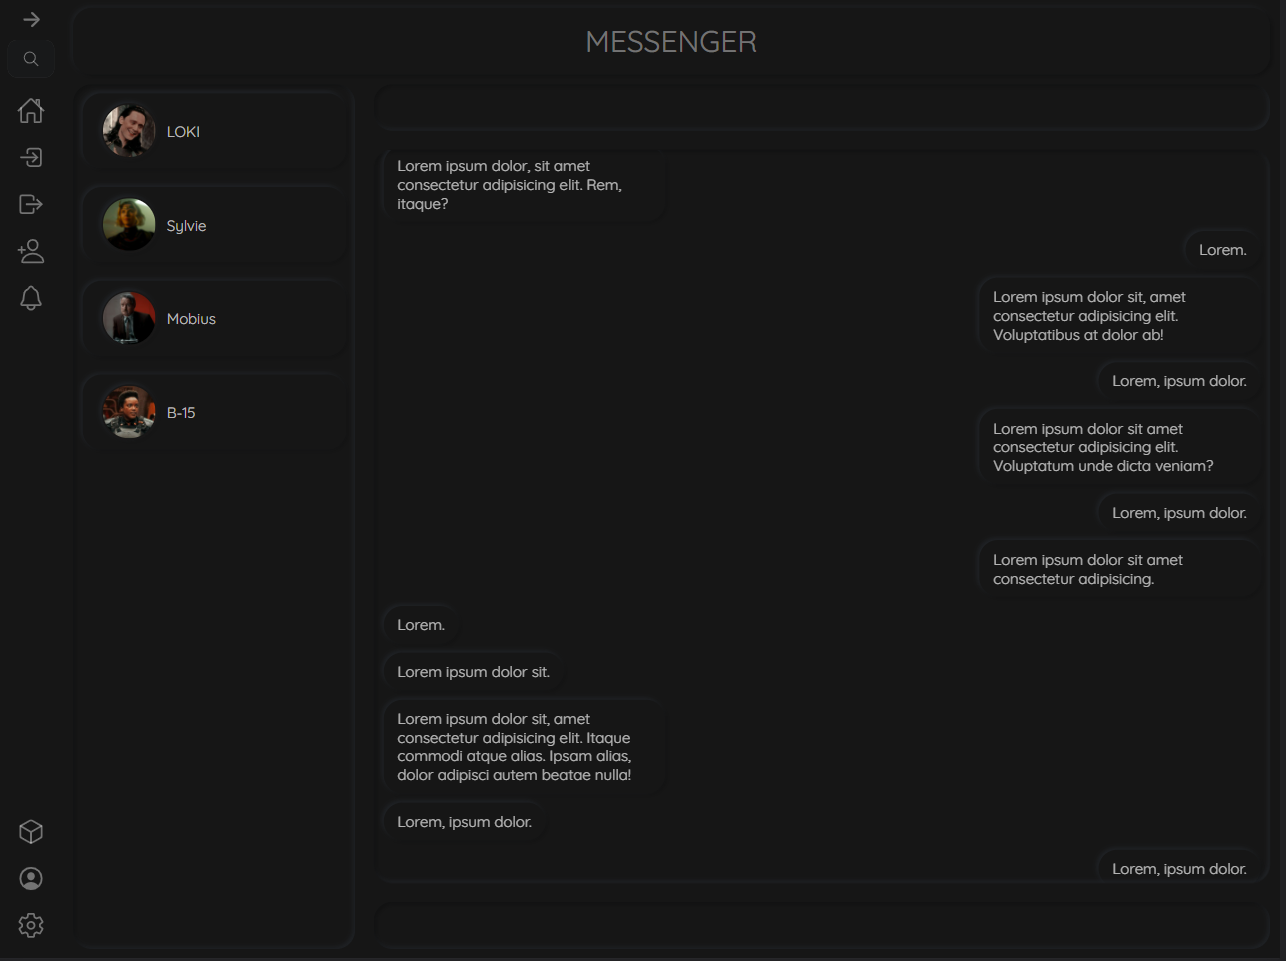 MESSENGER
LOKI
Sylvie
Mobius
B-15
Lorem ipsum dolor, sit amet
consectetur adipisicing elit. Rem,
itaque?
Lorem.
Lorem ipsum dolor sit, amet
consectetur adipisicing elit.
Voluptatibus at dolor ab!
Lorem, ipsum dolor.
Lorem ipsum dolor sit amet
consectetur adipisicing elit.
Voluptatum unde dicta veniam?
Lorem, ipsum dolor.
Lorem ipsum dolor sit amet
consectetur adipisicing.
Lorem.
Lorem ipsum dolor sit.
Lorem ipsum dolor sit, amet
consectetur adipisicing elit. Itaque
commodi atque alias. Ipsam alias,
dolor adipisci autem beatae nulla!
Lorem, ipsum dolor.
Lorem, ipsum dolor.